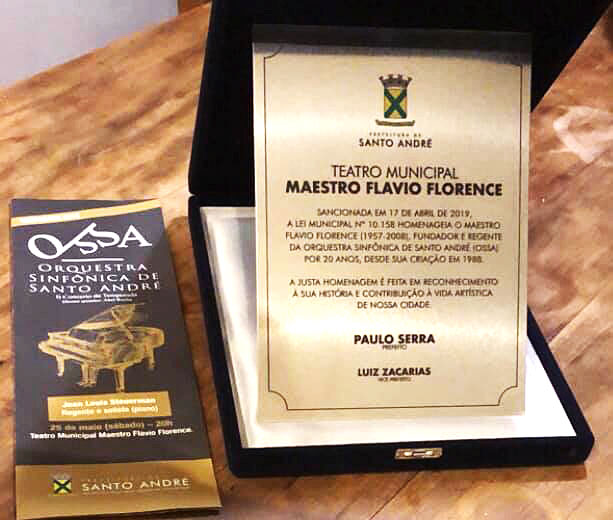 OSSA
ORQUESTRA
SINFÔNICA DE
SANTO ANDRÉ
Jean Louis Steuerman
Regente e solista (piano)
25 de maio (sábado) – 20h
Teatro Municipal Maestro Flavio Florence.
SANTO ANDRÉ
PREFEITURA DE
SANTO ANDRÉ
TEATRO MUNICIPAL
MAESTRO FLAVIO FLORENCE
SANCIONADA EM 17 DE ABRIL DE 2019,
A LEI MUNICIPAL Nº 10.158 HOMENAGEIA O MAESTRO
FLAVIO FLORENCE (1957-2008), FUNDADOR E REGENTE
DA ORQUESTRA SINFÔNICA DE SANTO ANDRÉ (OSSA)
POR 20 ANOS, DESDE SUA CRIAÇÃO EM 1988.
A JUSTA HOMENAGEM É FEITA EM RECONHECIMENTO
À SUA HISTÓRIA E CONTRIBUIÇÃO À VIDA ARTÍSTICA
DE NOSSA CIDADE.
PAULO SERRA
PREFEITO
LUIZ ZACARIAS
VICE-PREFEITO